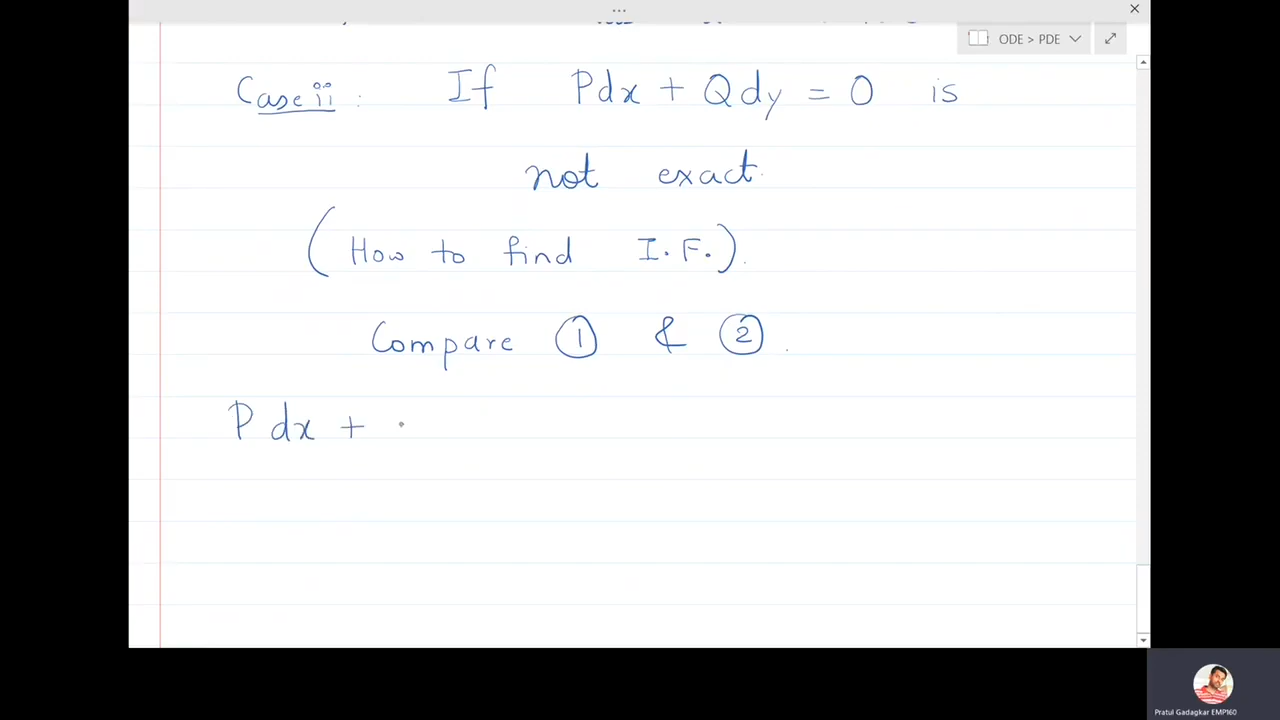 ODE > PDE
Case ii : If Pdx + Qdy = 0 is
not exact.
(How to find I.F.).
Compare ① & ②.
P dx +
Pratul Gadagkar EMP160